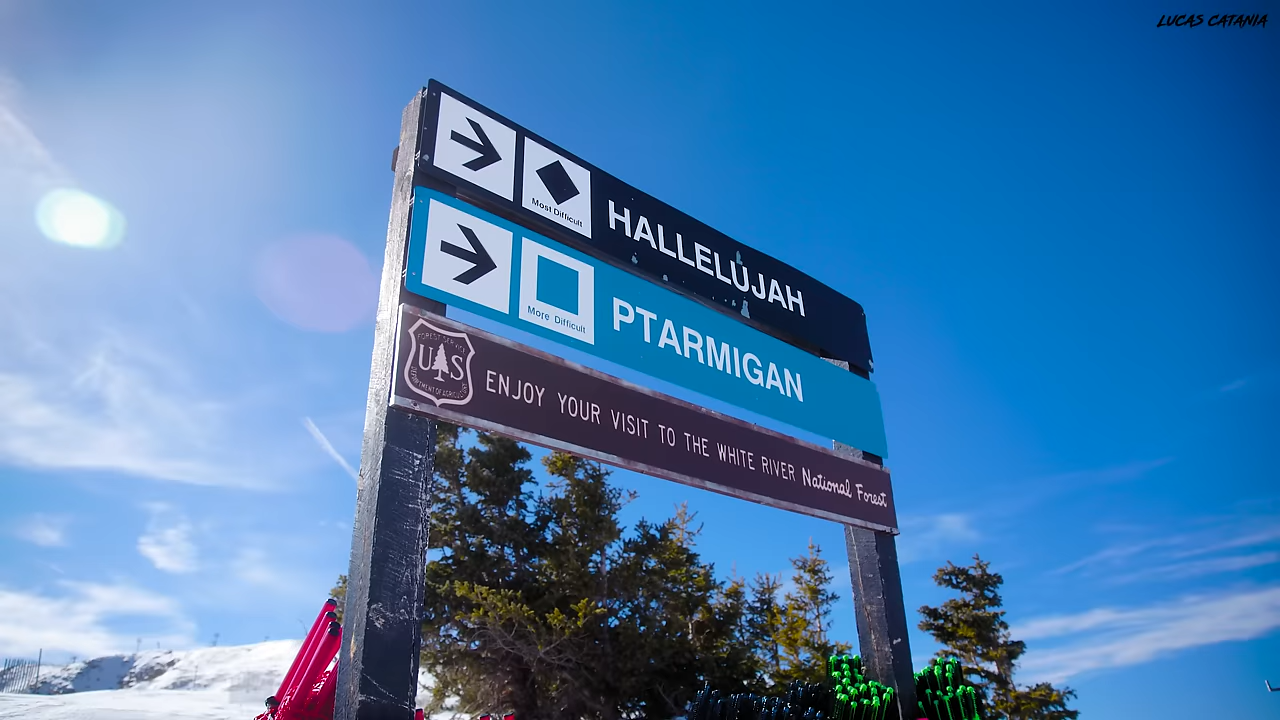 LUCAS CATANIA
Most Difficult
HALLELUJAH
More Difficult
PTARMIGAN
FOREST SERVICE
U S
DEPARTMENT OF AGRICULTURE
ENJOY YOUR VISIT TO THE WHITE RIVER National Forest